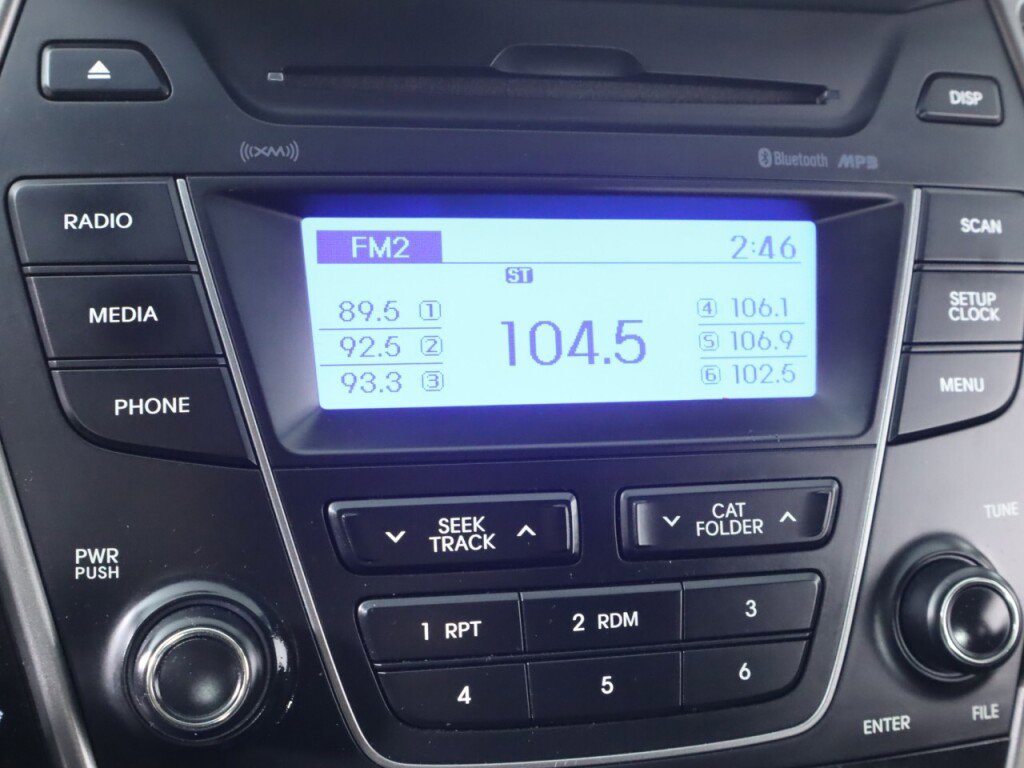 DISP
((XM))
Bluetooth MP3
RADIO
MEDIA
PHONE
FM2
2:46
ST
89.5 1
92.5 2
93.3 3
104.5
4 106.1
5 106.9
6 102.5
SCAN
SETUP
CLOCK
MENU
SEEK
TRACK
CAT
FOLDER
PWR
PUSH
TUNE
1 RPT
2 RDM
3
4
5
6
ENTER
FILE